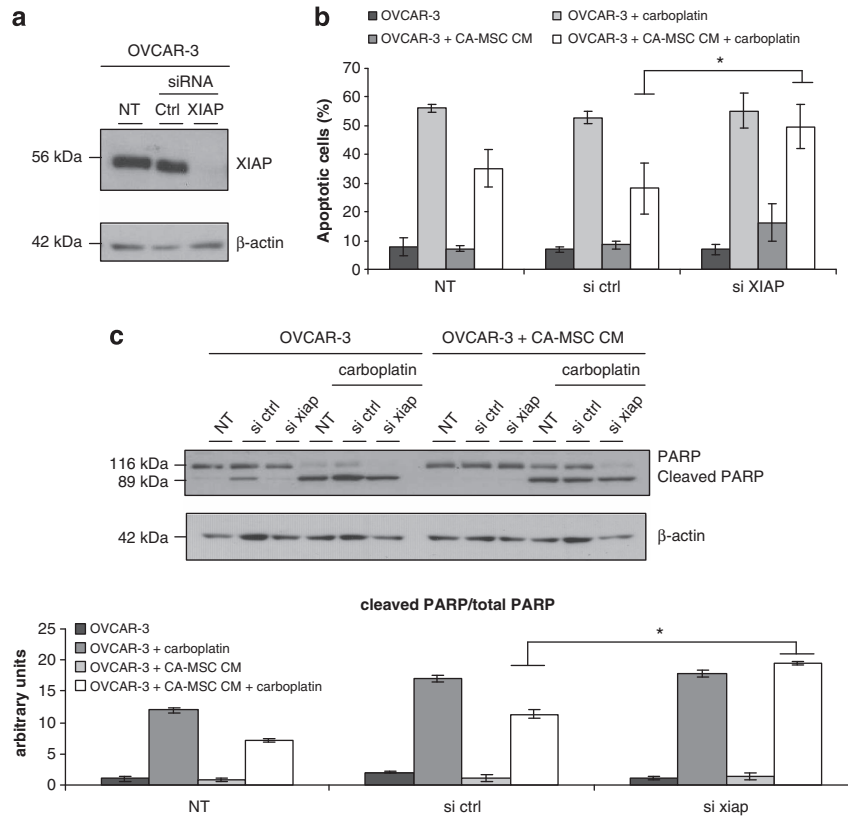 a
OVCAR-3
siRNA
NT Ctrl XIAP
56 kDa
XIAP
42 kDa
β-actin
b
OVCAR-3
OVCAR-3 + carboplatin
OVCAR-3 + CA-MSC CM
OVCAR-3 + CA-MSC CM + carboplatin
Apoptotic cells (%)
70
60
50
40
30
20
10
0
*
NT
si ctrl
si XIAP
c
OVCAR-3
OVCAR-3 + CA-MSC CM
carboplatin
carboplatin
NT
si ctrl
si xiap
NT
si ctrl
si xiap
NT
si ctrl
si xiap
NT
si ctrl
si xiap
116 kDa
PARP
89 kDa
Cleaved PARP
42 kDa
β-actin
cleaved PARP/total PARP
arbitrary units
25
20
15
10
5
0
OVCAR-3
OVCAR-3 + carboplatin
OVCAR-3 + CA-MSC CM
OVCAR-3 + CA-MSC CM + carboplatin
*
NT
si ctrl
si xiap